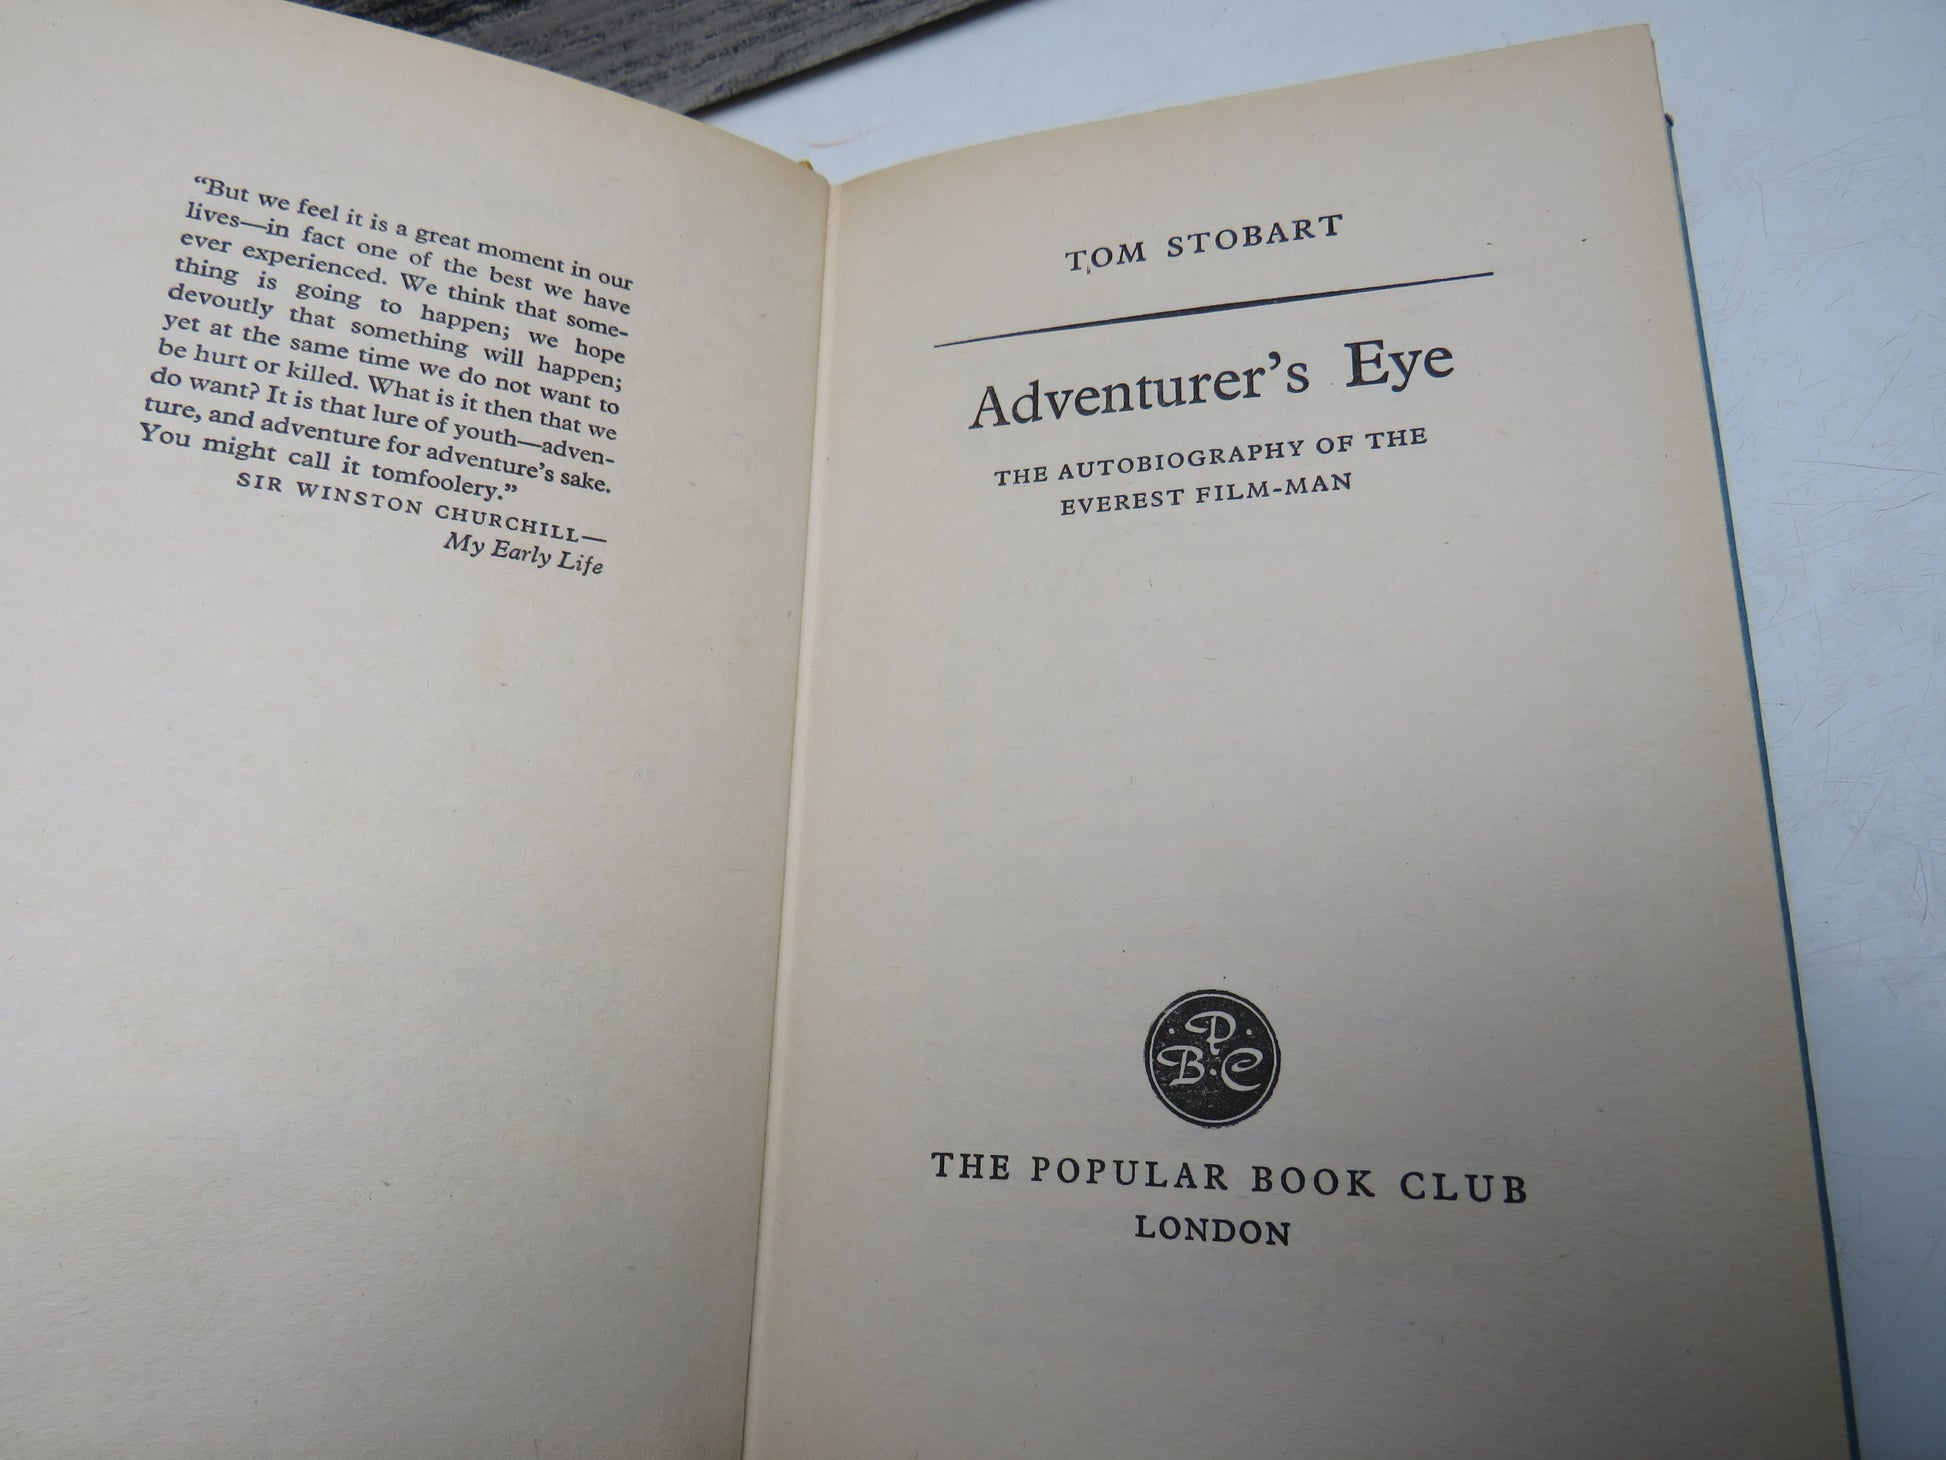 “But we feel it is a great moment in our
lives—in fact one of the best we have
ever experienced. We think that some-
thing is going to happen; we hope
devoutly that something will happen;
yet at the same time we do not want to
be hurt or killed. What is it then that we
do want? It is that lure of youth—adven-
ture, and adventure for adventure’s sake.
You might call it tomfoolery.”
SIR WINSTON CHURCHILL—
My Early Life
TOM STOBART
Adventurer’s Eye
THE AUTOBIOGRAPHY OF THE
EVEREST FILM-MAN
P
B·C
THE POPULAR BOOK CLUB
LONDON